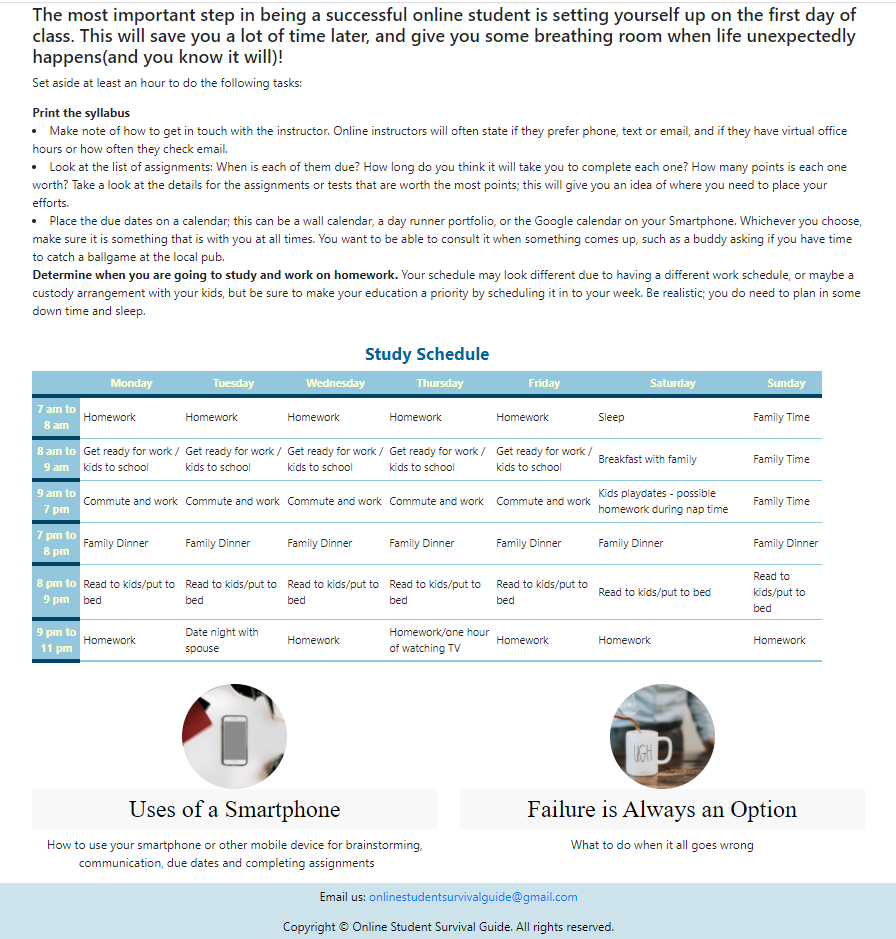 The most important step in being a successful online student is setting yourself up on the first day of
class. This will save you a lot of time later, and give you some breathing room when life unexpectedly
happens(and you know it will)!
Set aside at least an hour to do the following tasks:
Print the syllabus
• Make note of how to get in touch with the instructor. Online instructors will often state if they prefer phone, text or email, and if they have virtual office
hours or how often they check email.
• Look at the list of assignments: When is each of them due? How long do you think it will take you to complete each one? How many points is each one
worth? Take a look at the details for the assignments or tests that are worth the most points; this will give you an idea of where you need to place your
efforts.
• Place the due dates on a calendar; this can be a wall calendar, a day runner portfolio, or the Google calendar on your Smartphone. Whichever you choose,
make sure it is something that is with you at all times. You want to be able to consult it when something comes up, such as a buddy asking if you have time
to catch a ballgame at the local pub.
Determine when you are going to study and work on homework. Your schedule may look different due to having a different work schedule, or maybe a
custody arrangement with your kids, but be sure to make your education a priority by scheduling it in to your week. Be realistic; you do need to plan in some
down time and sleep.
Study Schedule
Monday Tuesday Wednesday Thursday Friday Saturday Sunday
7 am to
8 am
Homework Homework Homework Homework Homework Sleep Family Time
8 am to
9 am
Get ready for work / Get ready for work / Get ready for work / Get ready for work / Get ready for work /
kids to school kids to school kids to school kids to school kids to school
Breakfast with family Family Time
9 am to
7 pm
Commute and work Commute and work Commute and work Commute and work Commute and work
Kids playdates - possible
homework during nap time
Family Time
7 pm to
8 pm
Family Dinner Family Dinner Family Dinner Family Dinner Family Dinner Family Dinner Family Dinner
8 pm to
9 pm
Read to kids/put to Read to kids/put to Read to kids/put to Read to kids/put to Read to kids/put to
bed bed bed bed bed
Read to kids/put to bed
Read to
kids/put to
bed
9 pm to
11 pm
Homework
Date night with
spouse
Homework
Homework/one hour
of watching TV
Homework Homework Homework
UGH
Uses of a Smartphone
How to use your smartphone or other mobile device for brainstorming,
communication, due dates and completing assignments
Failure is Always an Option
What to do when it all goes wrong
Email us: onlinestudentsurvivalguide@gmail.com
Copyright © Online Student Survival Guide. All rights reserved.